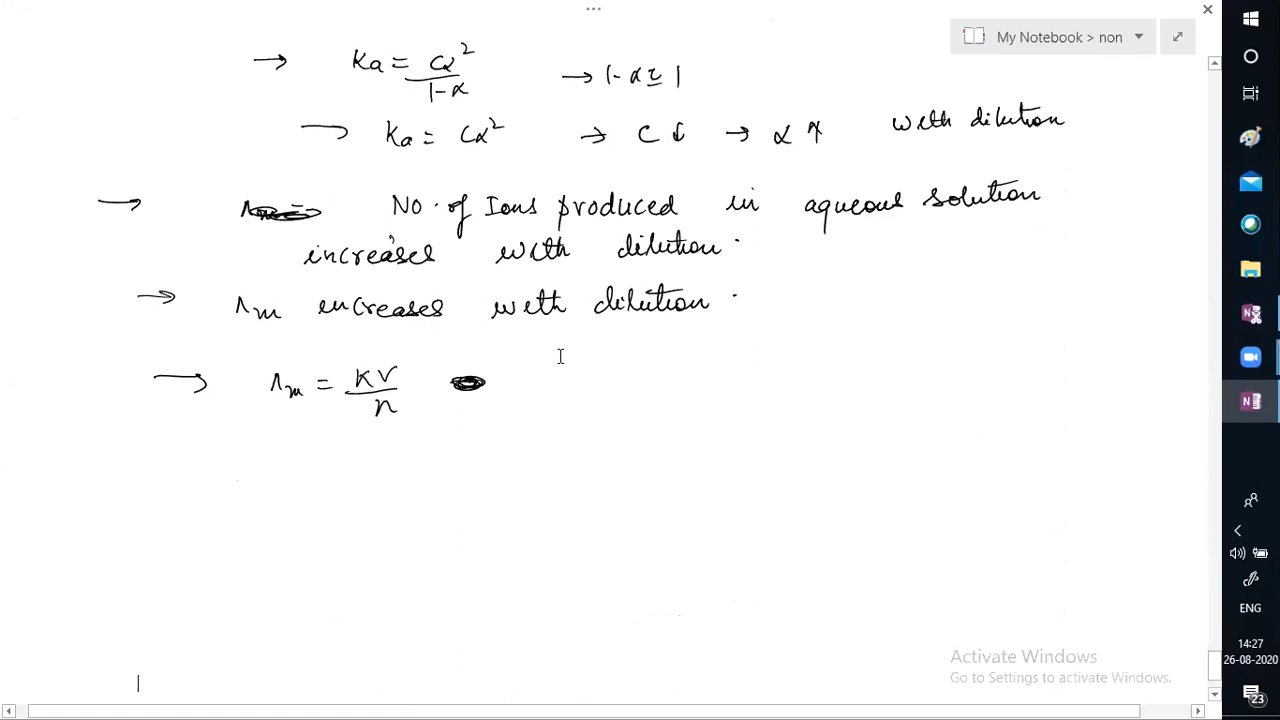 My Notebook > non
→ Ka = Cα²/1-α → 1-α ≃ 1
→ Ka = Cα² → C↓ → α↑ with dilution
→ No. of Ions produced in aqueous solution
increases with dilution.
→ Λm increases with dilution.
→ Λm = KV/n
ENG
14:27
26-08-2020
23
Activate Windows
Go to Settings to activate Windows.